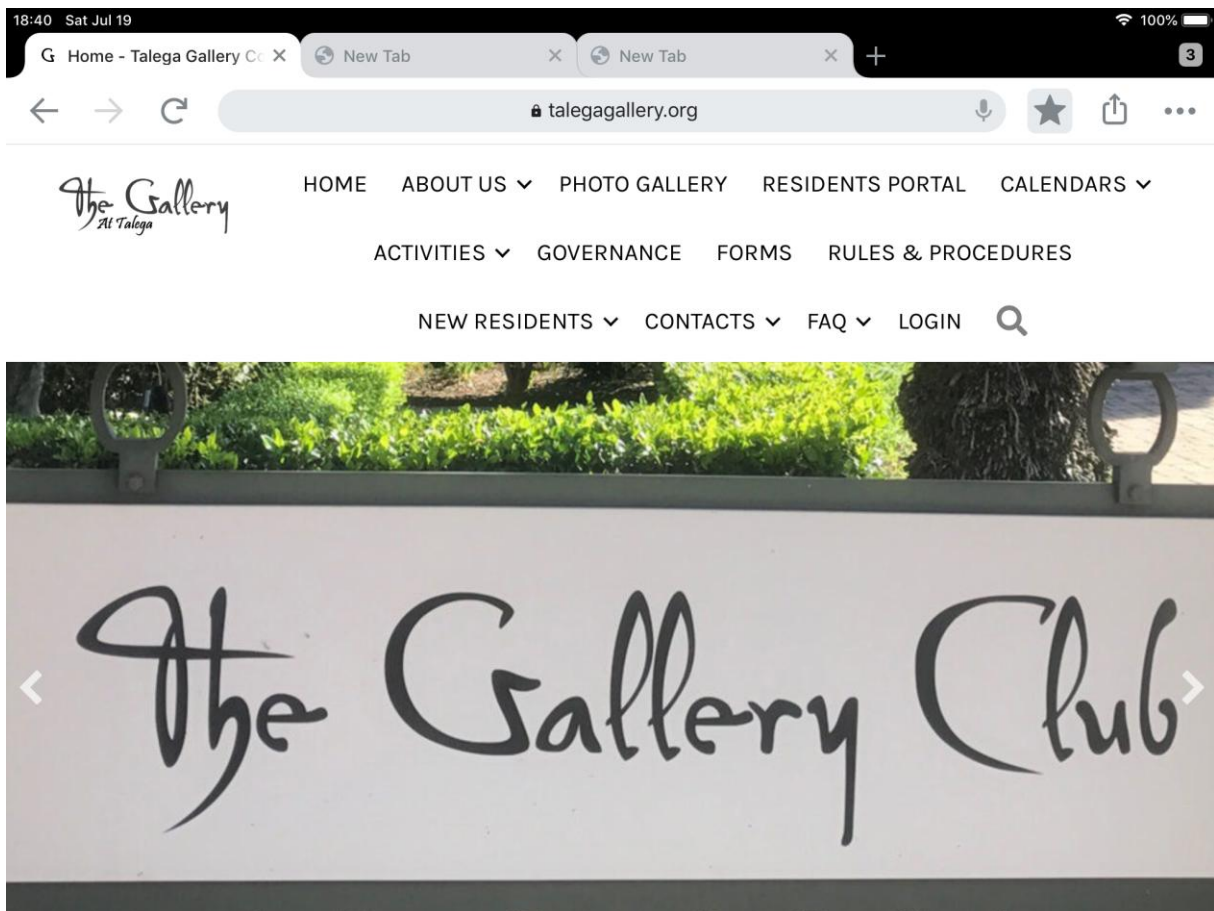 18:40 Sat Jul 19 100%
G Home - Talega Gallery Co New Tab New Tab 3
talegagallery.org
The Gallery
At Talega
HOME ABOUT US PHOTO GALLERY RESIDENTS PORTAL CALENDARS
ACTIVITIES GOVERNANCE FORMS RULES & PROCEDURES
NEW RESIDENTS CONTACTS FAQ LOGIN
The Gallery Club